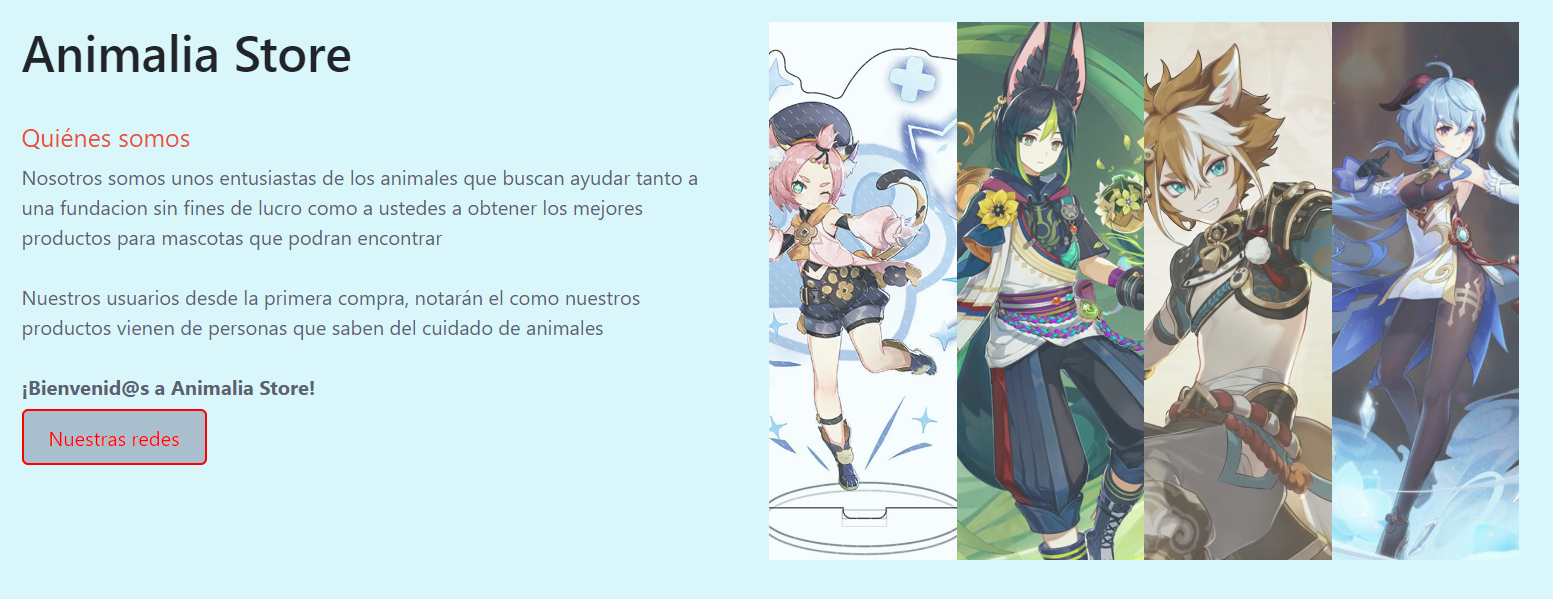 Animalia Store
Quiénes somos
Nosotros somos unos entusiastas de los animales que buscan ayudar tanto a
una fundacion sin fines de lucro como a ustedes a obtener los mejores
productos para mascotas que podran encontrar
Nuestros usuarios desde la primera compra, notarán el como nuestros
productos vienen de personas que saben del cuidado de animales
¡Bienvenid@s a Animalia Store!
Nuestras redes